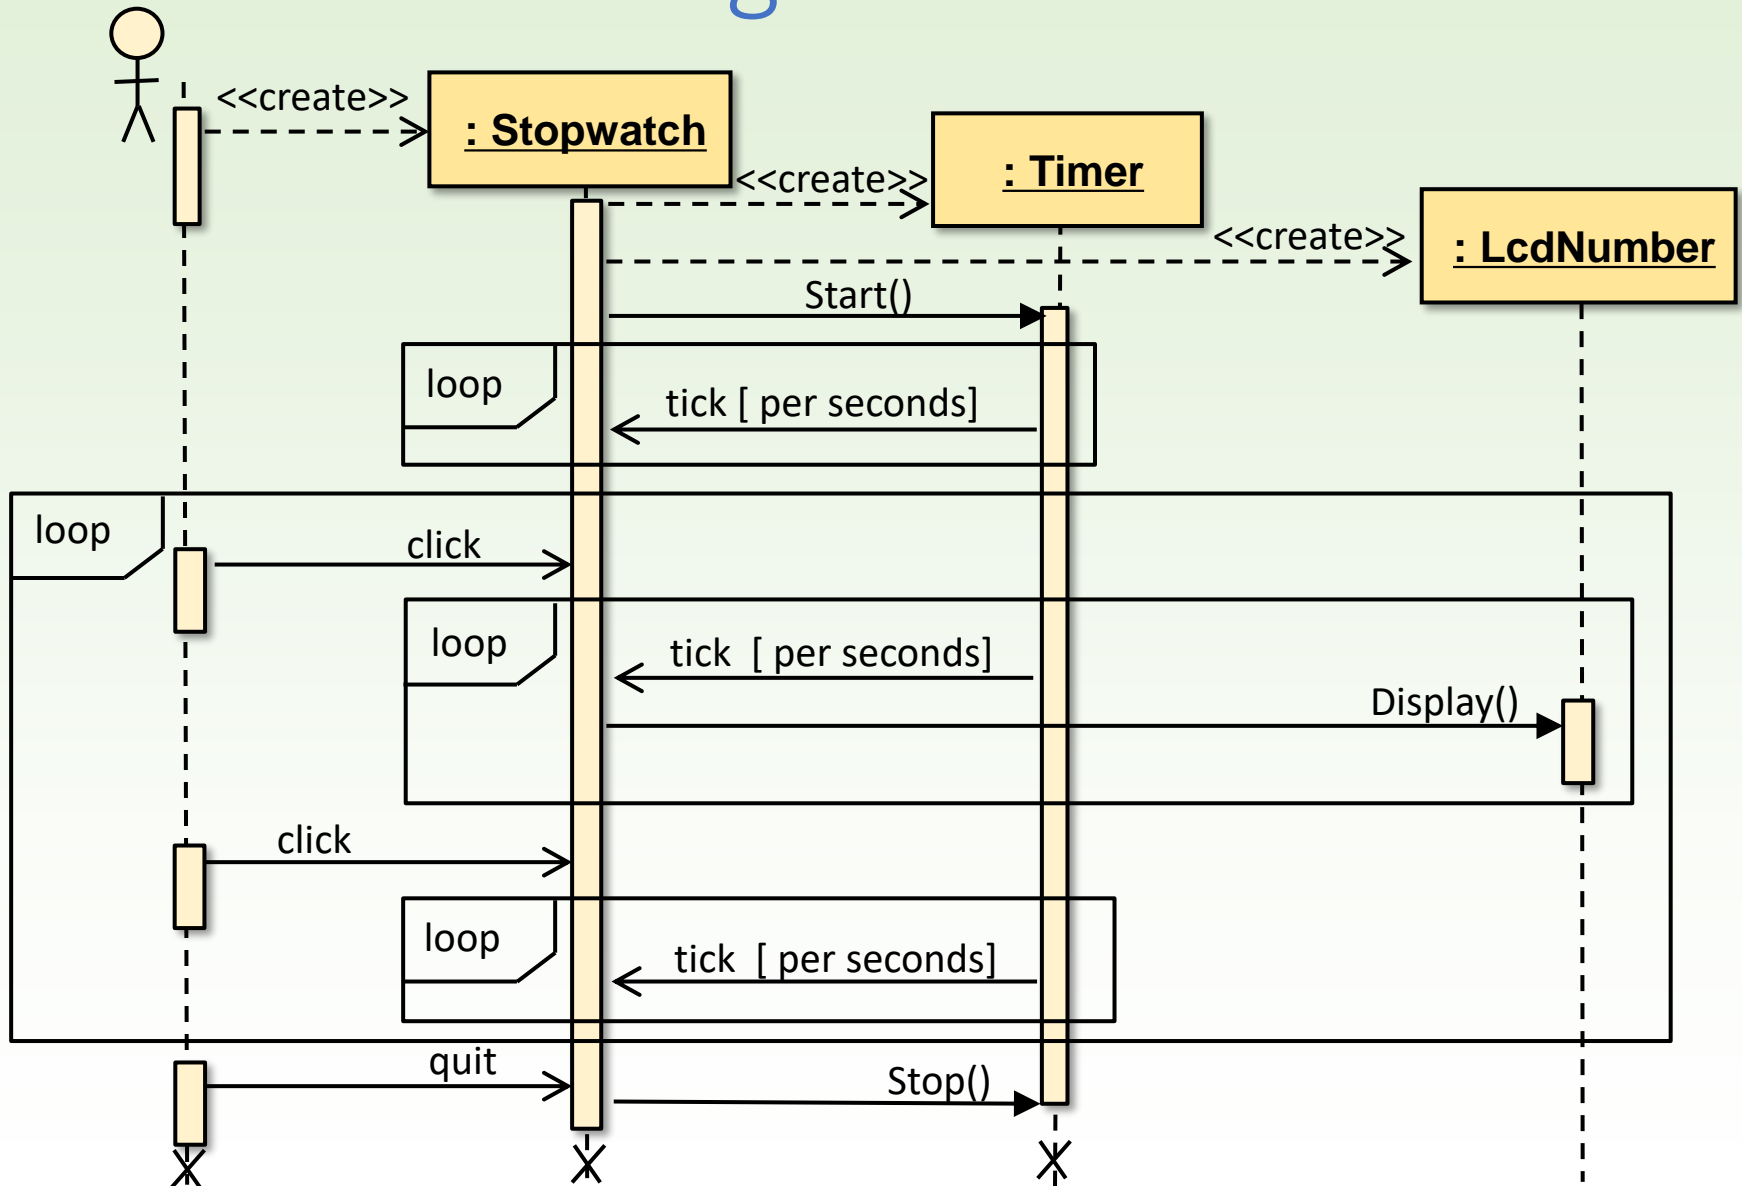 <<create>>
: Stopwatch
<<create>>
: Timer
<<create>>
: LcdNumber
Start()
loop
tick [ per seconds]
loop
click
loop
tick [ per seconds]
Display()
click
loop
tick [ per seconds]
quit
Stop()